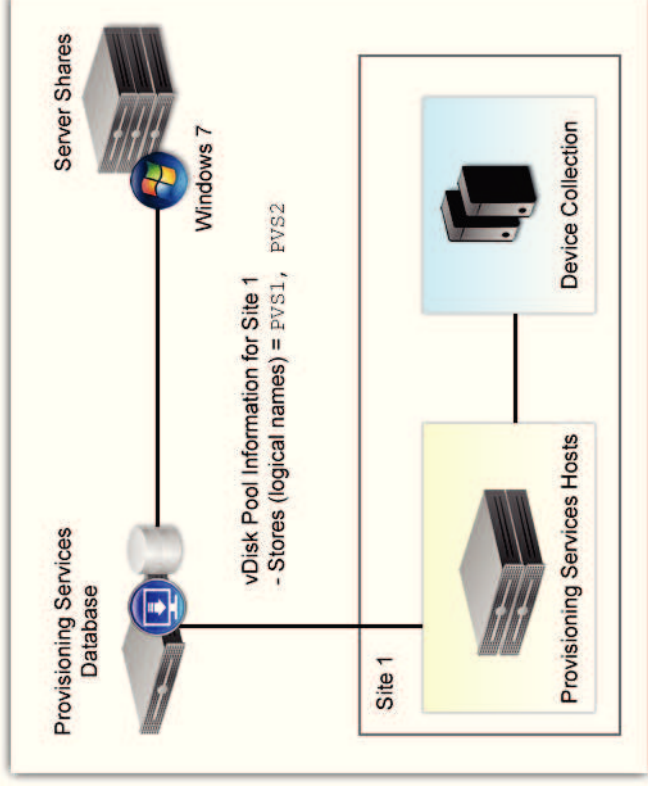 Provisioning Services
Database
Server Shares
Windows 7
vDisk Pool Information for Site 1
- Stores (logical names) = PVS1, PVS2
Site 1
Provisioning Services Hosts
Device Collection